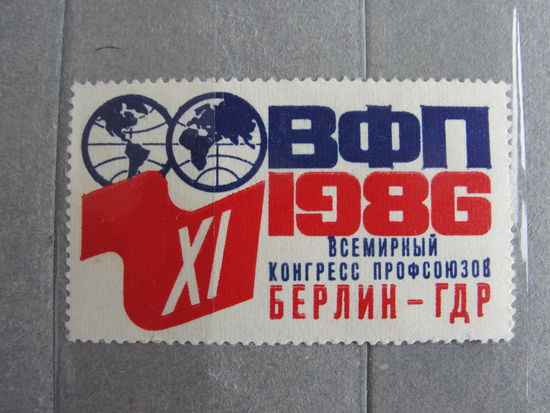 ВФП
1986
XI
ВСЕМИРНЫЙ
КОНГРЕСС ПРОФСОЮЗОВ
БЕРЛИН – ГДР